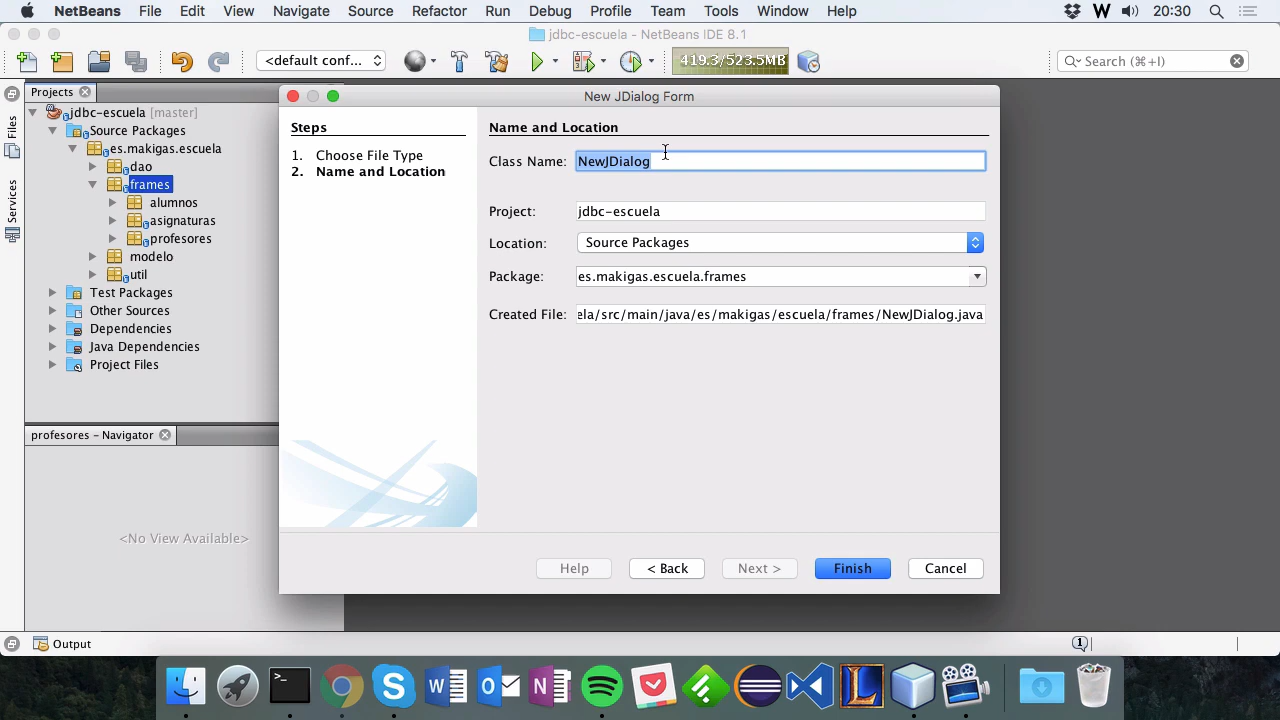 NetBeans File Edit View Navigate Source Refactor Run Debug Profile Team Tools Window Help W 20:30
jdbc-escuela - NetBeans IDE 8.1
<default conf... 419.3/523.5MB Search (⌘+I)
Projects
Files
Services
jdbc-escuela [master]
Source Packages
es.makigas.escuela
dao
frames
alumnos
asignaturas
profesores
modelo
util
Test Packages
Other Sources
Dependencies
Java Dependencies
Project Files
profesores - Navigator
<No View Available>
New JDialog Form
Steps
1. Choose File Type
2. Name and Location
Name and Location
Class Name: NewJDialog
Project: jdbc-escuela
Location: Source Packages
Package: es.makigas.escuela.frames
Created File: ela/src/main/java/es/makigas/escuela/frames/NewJDialog.java
Help < Back Next > Finish Cancel
Output
1